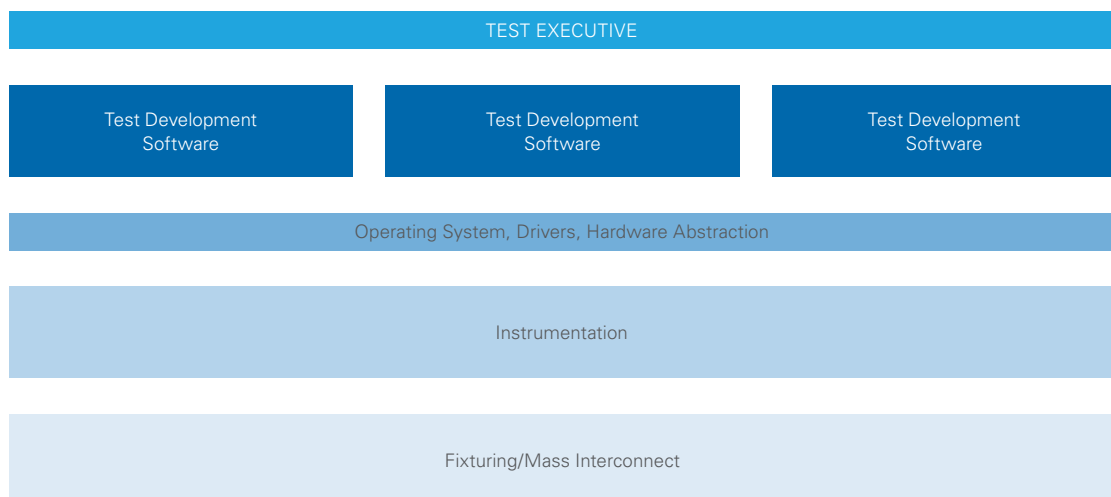 TEST EXECUTIVE
Test Development
Software
Test Development
Software
Test Development
Software
Operating System, Drivers, Hardware Abstraction
Instrumentation
Fixturing/Mass Interconnect